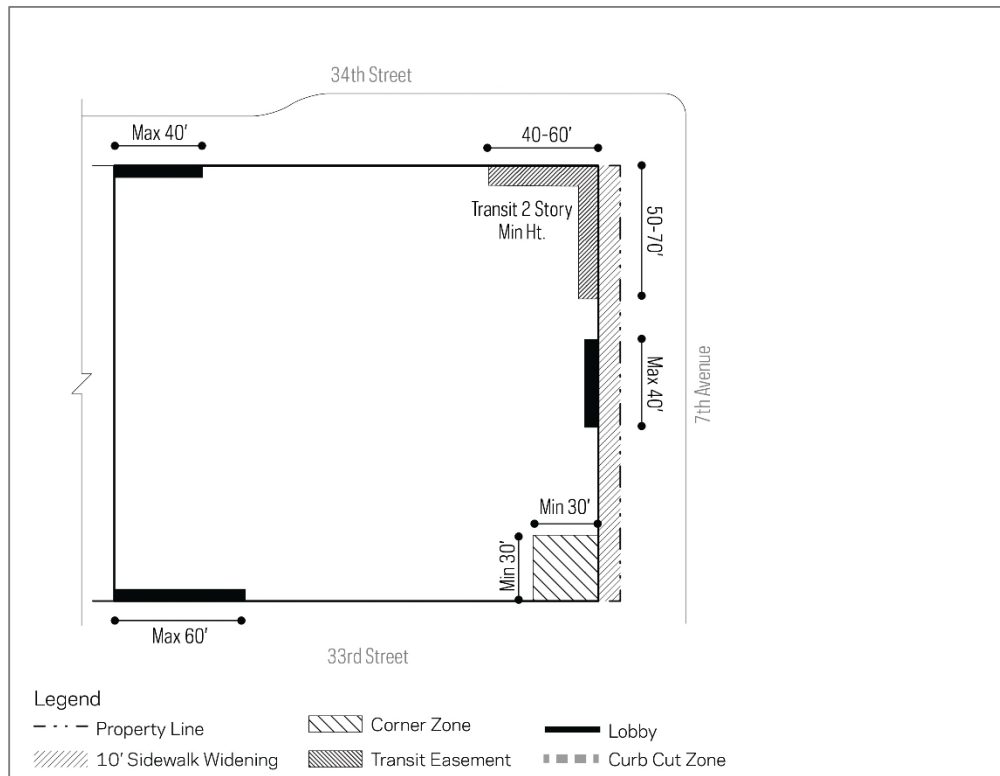 34th Street
Max 40'
40-60'
Transit 2 Story
Min Ht.
50-70'
Max 40'
7th Avenue
Min 30'
Min 30'
Max 60'
33rd Street
Legend
Property Line
Corner Zone
Lobby
10' Sidewalk Widening
Transit Easement
Curb Cut Zone